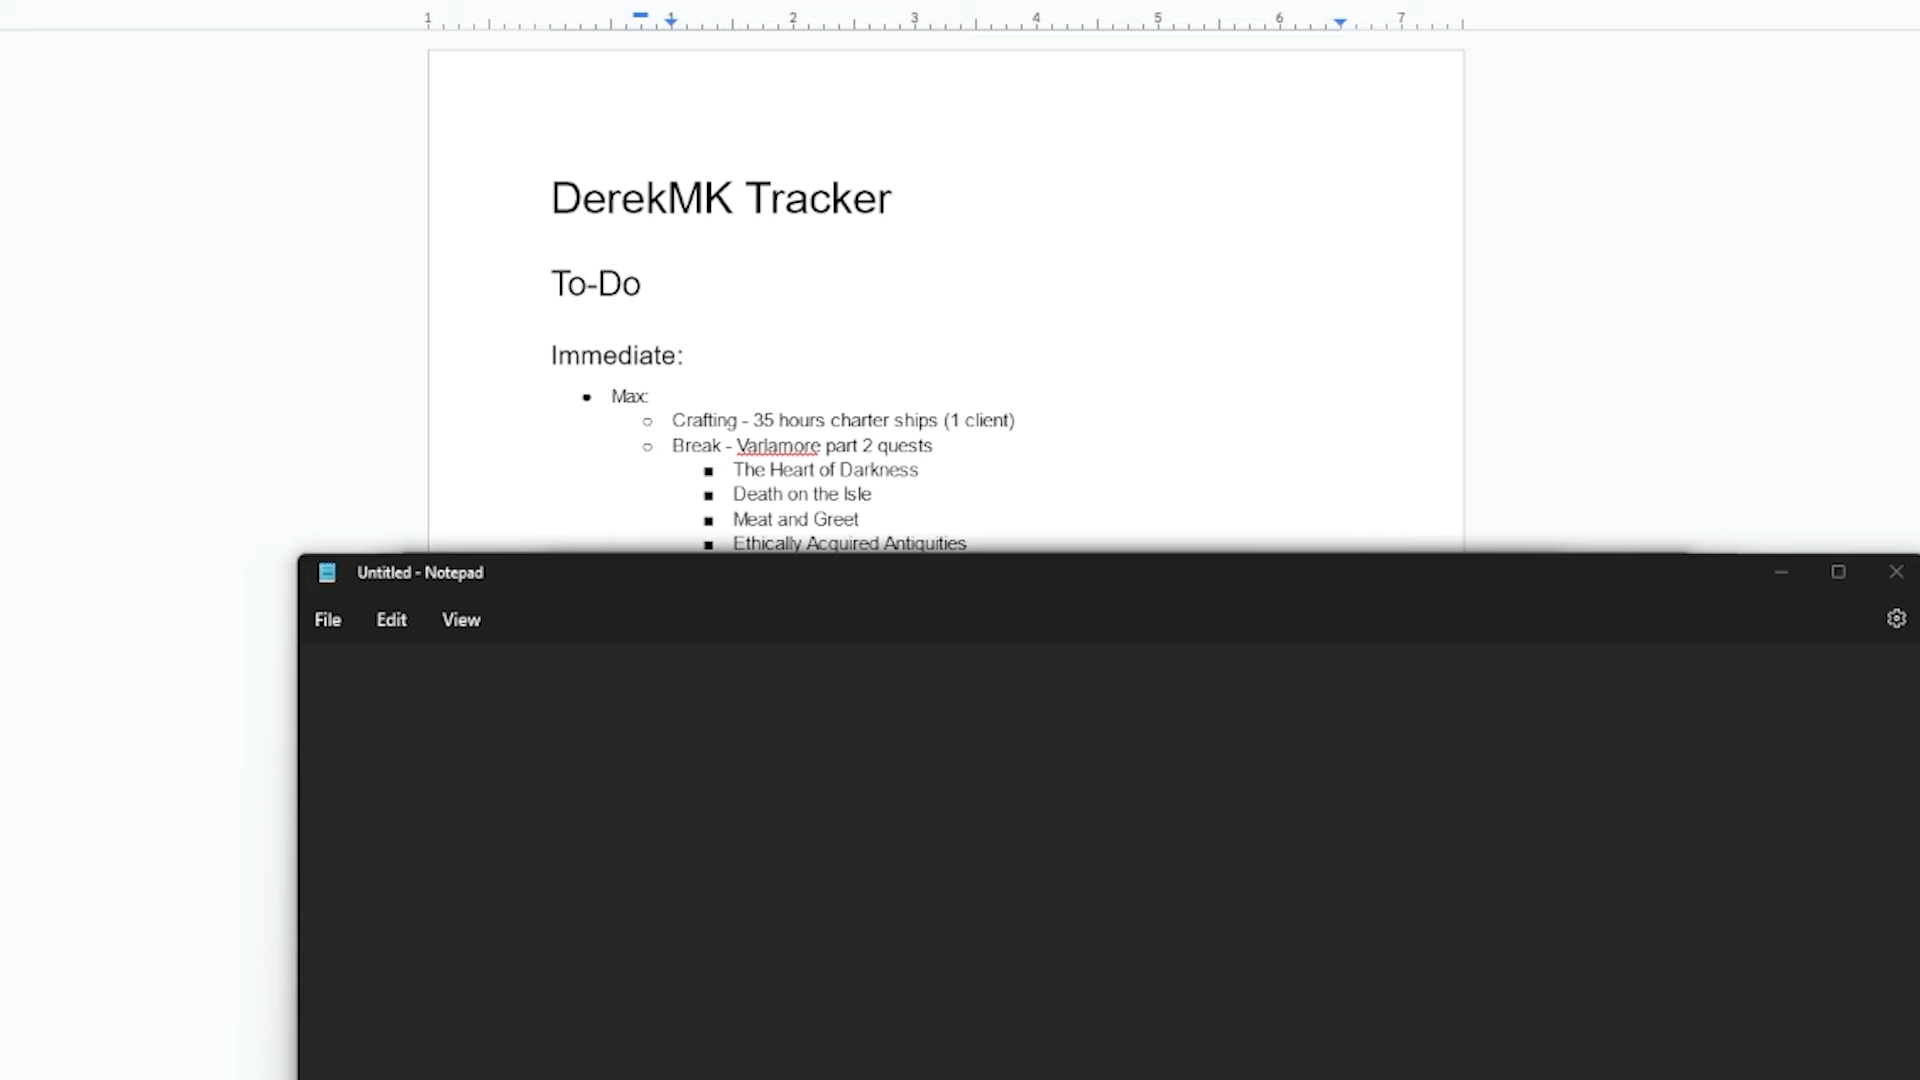 1 1 2 3 4 5 6 7
DerekMK Tracker
To-Do
Immediate:
Max:
Crafting - 35 hours charter ships (1 client)
Break - Varlamore part 2 quests
The Heart of Darkness
Death on the Isle
Meat and Greet
Ethically Acquired Antiquities
Untitled - Notepad
File Edit View